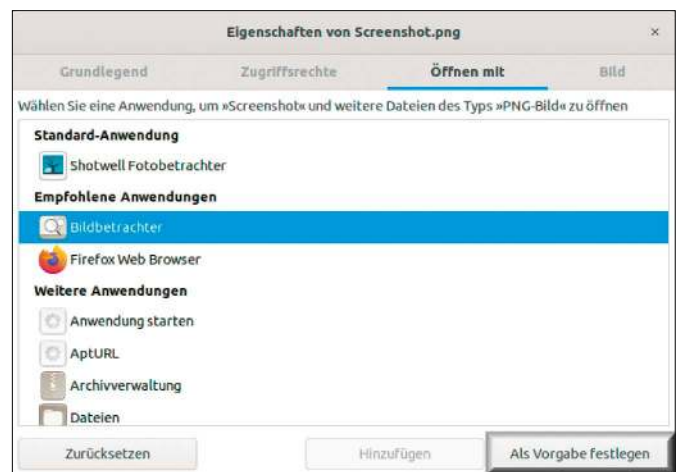 Eigenschaften von Screenshot.png ×
Grundlegend Zugriffsrechte Öffnen mit Bild
Wählen Sie eine Anwendung, um »Screenshot« und weitere Dateien des Typs »PNG-Bild« zu öffnen
Standard-Anwendung
Shotwell Fotobetrachter
Empfohlene Anwendungen
Bildbetrachter
Firefox Web Browser
Weitere Anwendungen
Anwendung starten
AptURL
Archivverwaltung
Dateien
Zurücksetzen Hinzufügen Als Vorgabe festlegen